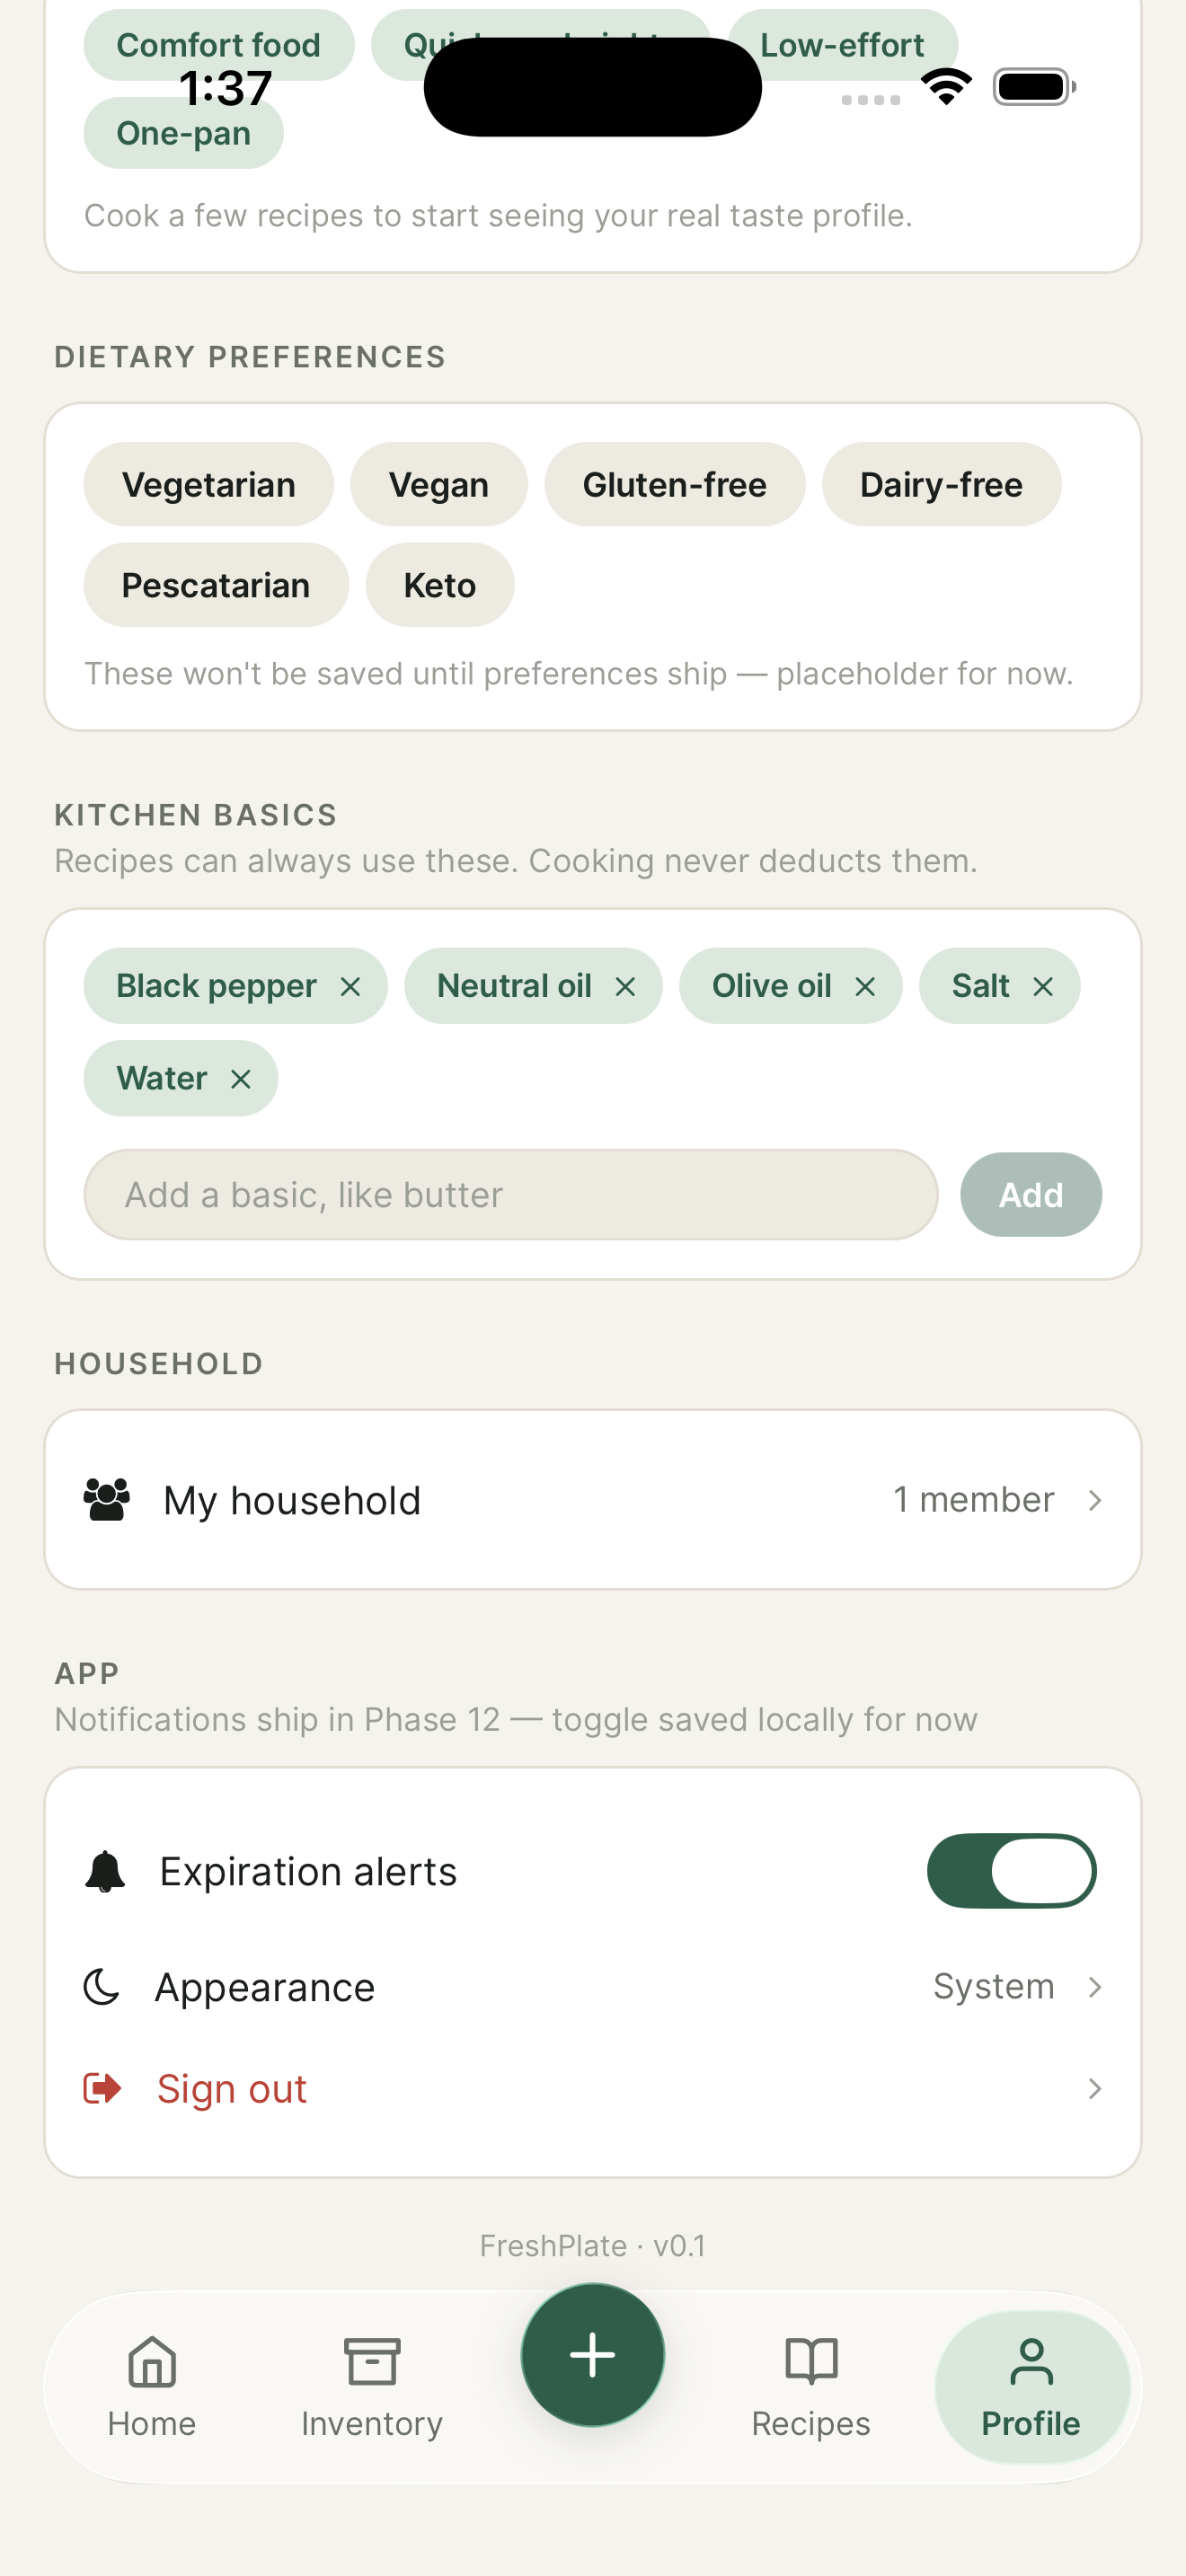 Comfort food Low-effort
1:37
One-pan
Cook a few recipes to start seeing your real taste profile.
DIETARY PREFERENCES
Vegetarian Vegan Gluten-free Dairy-free
Pescatarian Keto
These won't be saved until preferences ship — placeholder for now.
KITCHEN BASICS
Recipes can always use these. Cooking never deducts them.
Black pepper Neutral oil Olive oil Salt
Water
Add a basic, like butter Add
HOUSEHOLD
My household 1 member
APP
Notifications ship in Phase 12 — toggle saved locally for now
Expiration alerts
Appearance System
Sign out
FreshPlate · v0.1
Home Inventory Recipes Profile